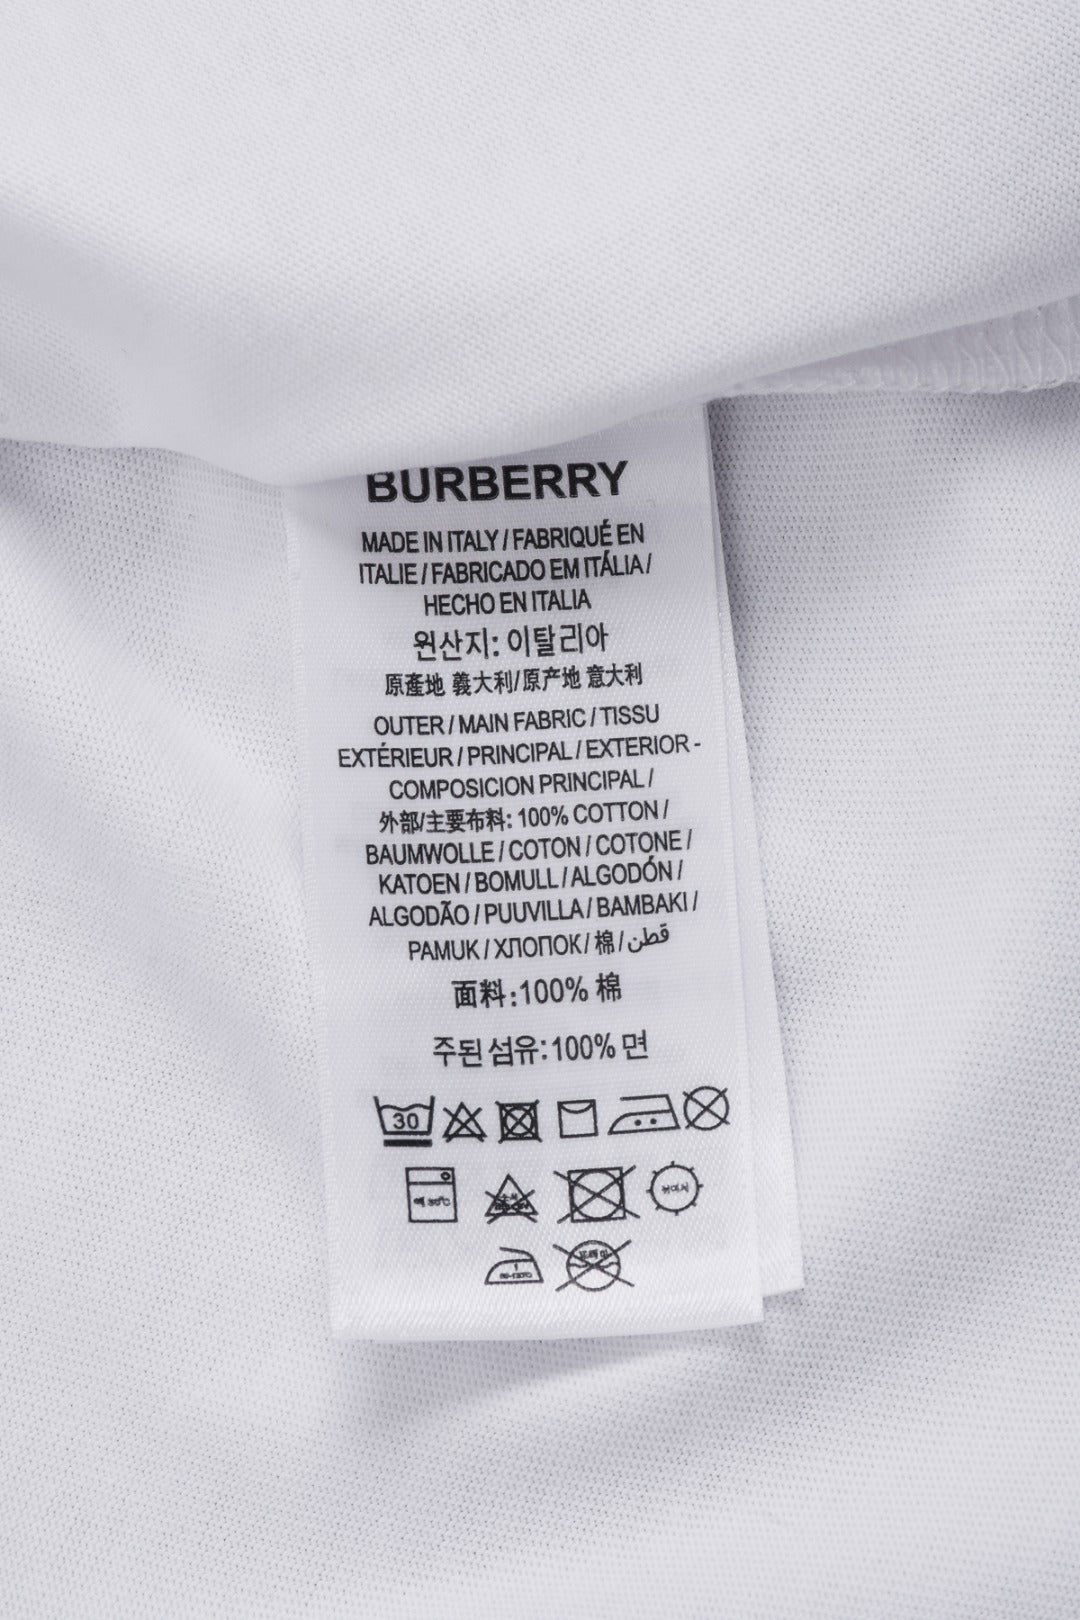 BURBERRY
MADE IN ITALY / FABRIQUÉ EN
ITALIE / FABRICADO EM ITÁLIA /
HECHO EN ITALIA
원산지: 이탈리아
原產地 義大利/原产地 意大利
OUTER / MAIN FABRIC / TISSU
EXTÉRIEUR / PRINCIPAL / EXTERIOR -
COMPOSICION PRINCIPAL /
外部/主要布料: 100% COTTON /
BAUMWOLLE / COTON / COTONE /
KATOEN / BOMULL / ALGODÓN /
ALGODÃO / PUUVILLA / BAMBAKI /
PAMUK / ХЛОПОК / 棉 / قطن
面料:100% 棉
주된 섬유:100% 면
30